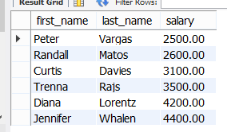 Result Grid Filter Rows:
first_name last_name salary
Peter Vargas 2500.00
Randall Matos 2600.00
Curtis Davies 3100.00
Trenna Rajs 3500.00
Diana Lorentz 4200.00
Jennifer Whalen 4400.00